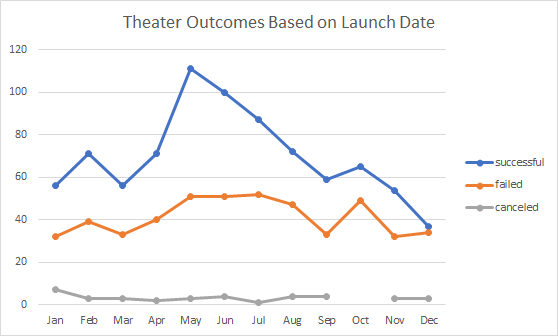 Theater Outcomes Based on Launch Date
120
100
80
60
40
20
0
Jan Feb Mar Apr May Jun Jul Aug Sep Oct Nov Dec
successful
failed
canceled